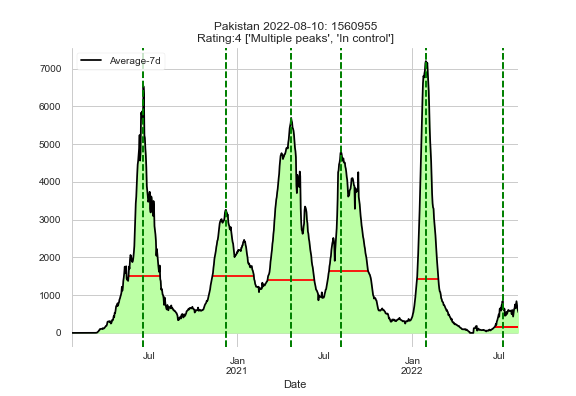 Pakistan 2022-08-10: 1560955
Rating:4 ['Multiple peaks', 'In control']
Average-7d
7000
6000
5000
4000
3000
2000
1000
0
Jul
Jan
2021
Jul
Jan
2022
Jul
Date